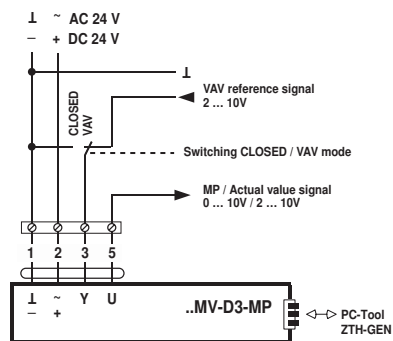 ⊥ ~ AC 24 V
– + DC 24 V
⊥
VAV reference signal
2 ... 10V
CLOSED
VAV
Switching CLOSED / VAV mode
MP / Actual value signal
0 ... 10V / 2 ... 10V
1 2 3 5
⊥ ~ Y U
– +
..MV-D3-MP
PC-Tool
ZTH-GEN